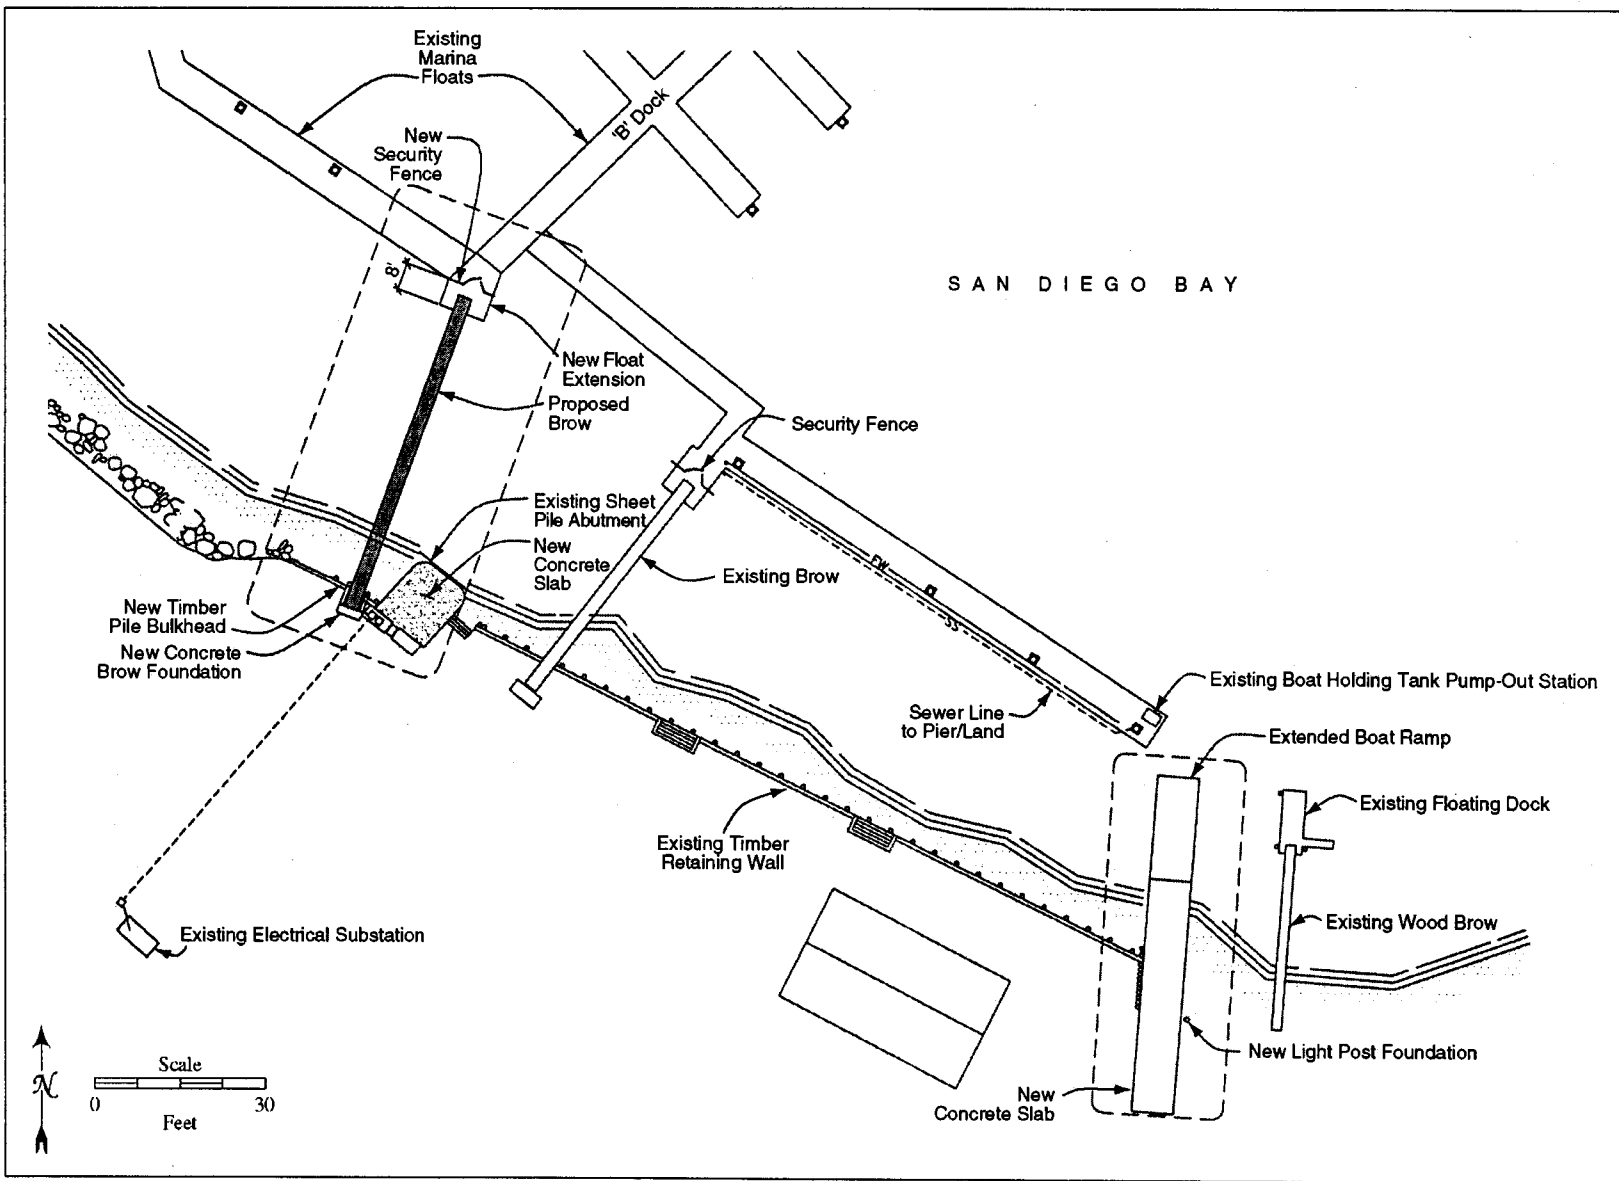 Existing
Marina
Floats
'B' Dock
New
Security
Fence
8'
SAN DIEGO BAY
New Float
Extension
Proposed
Brow
Security Fence
Existing Sheet
Pile Abutment
New
Concrete
Slab
Existing Brow
FW
SS
New Timber
Pile Bulkhead
New Concrete
Brow Foundation
Existing Boat Holding Tank Pump-Out Station
Sewer Line
to Pier/Land
Extended Boat Ramp
Existing Floating Dock
Existing Timber
Retaining Wall
Existing Wood Brow
Existing Electrical Substation
New Light Post Foundation
New
Concrete Slab
N
Scale
0 30
Feet